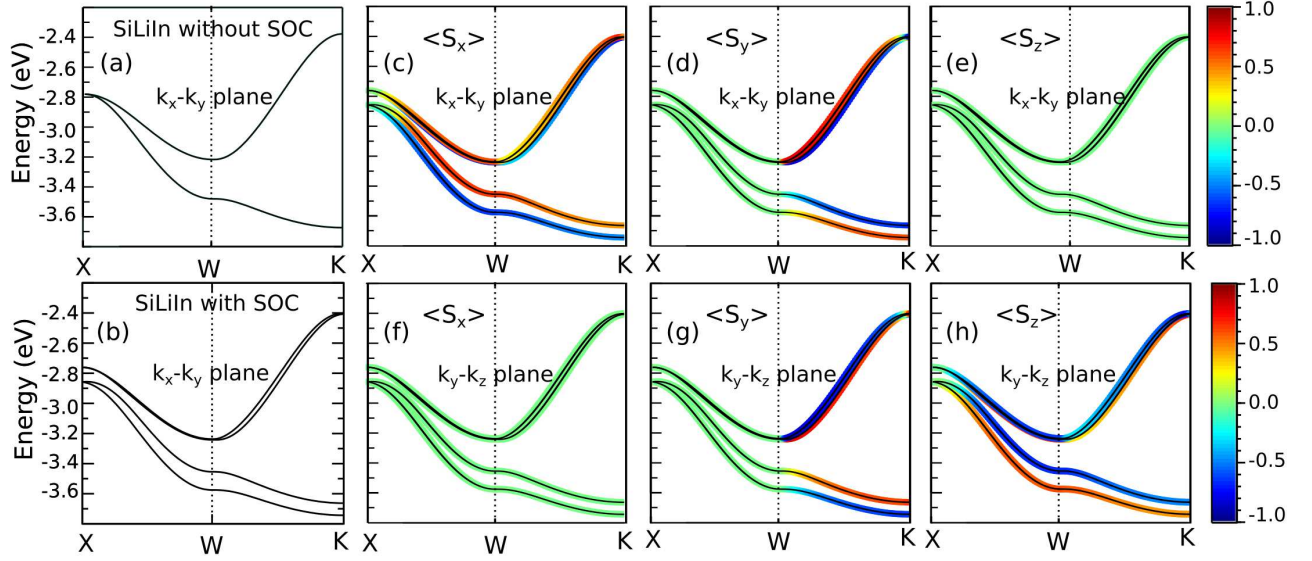 SiLiIn without SOC
(a)
k_x-k_y plane
Energy (eV)
-2.4
-2.6
-2.8
-3.0
-3.2
-3.4
-3.6
X W K
<S_x>
(c)
k_x-k_y plane
X W K
<S_y>
(d)
k_x-k_y plane
X W K
<S_z>
(e)
k_x-k_y plane
X W K
1.0
0.5
0.0
-0.5
-1.0
SiLiIn with SOC
(b)
k_x-k_y plane
Energy (eV)
-2.4
-2.6
-2.8
-3.0
-3.2
-3.4
-3.6
X W K
<S_x>
(f)
k_y-k_z plane
X W K
<S_y>
(g)
k_y-k_z plane
X W K
<S_z>
(h)
k_y-k_z plane
X W K
1.0
0.5
0.0
-0.5
-1.0